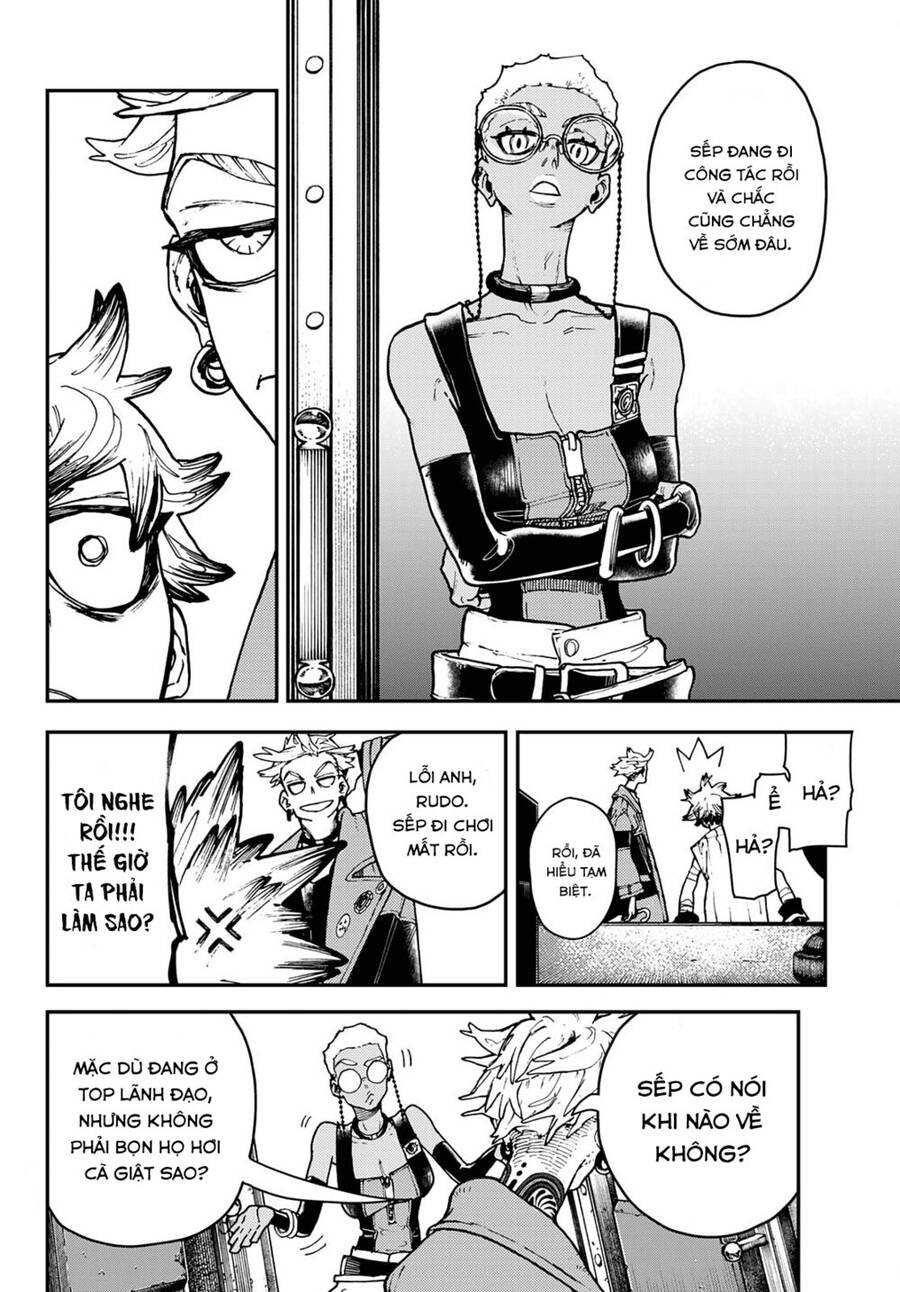 SẾP ĐANG ĐI
CÔNG TÁC RỒI
VÀ CHẮC
CŨNG CHẲNG
VỀ SỚM ĐÂU.
HẢ?
Ể
HẢ?
RỒI, ĐÃ
HIỂU TẠM
BIỆT.
LỖI ANH,
RUDO.
SẾP ĐI CHƠI
MẤT RỒI.
TÔI NGHE
RỒI!!!
THẾ GIỜ
TA PHẢI
LÀM SAO?
SẾP CÓ NÓI
KHI NÀO VỀ
KHÔNG?
MẶC DÙ ĐANG Ở
TOP LÃNH ĐẠO,
NHƯNG KHÔNG
PHẢI BỌN HỌ HƠI
CÀ GIẬT SAO?